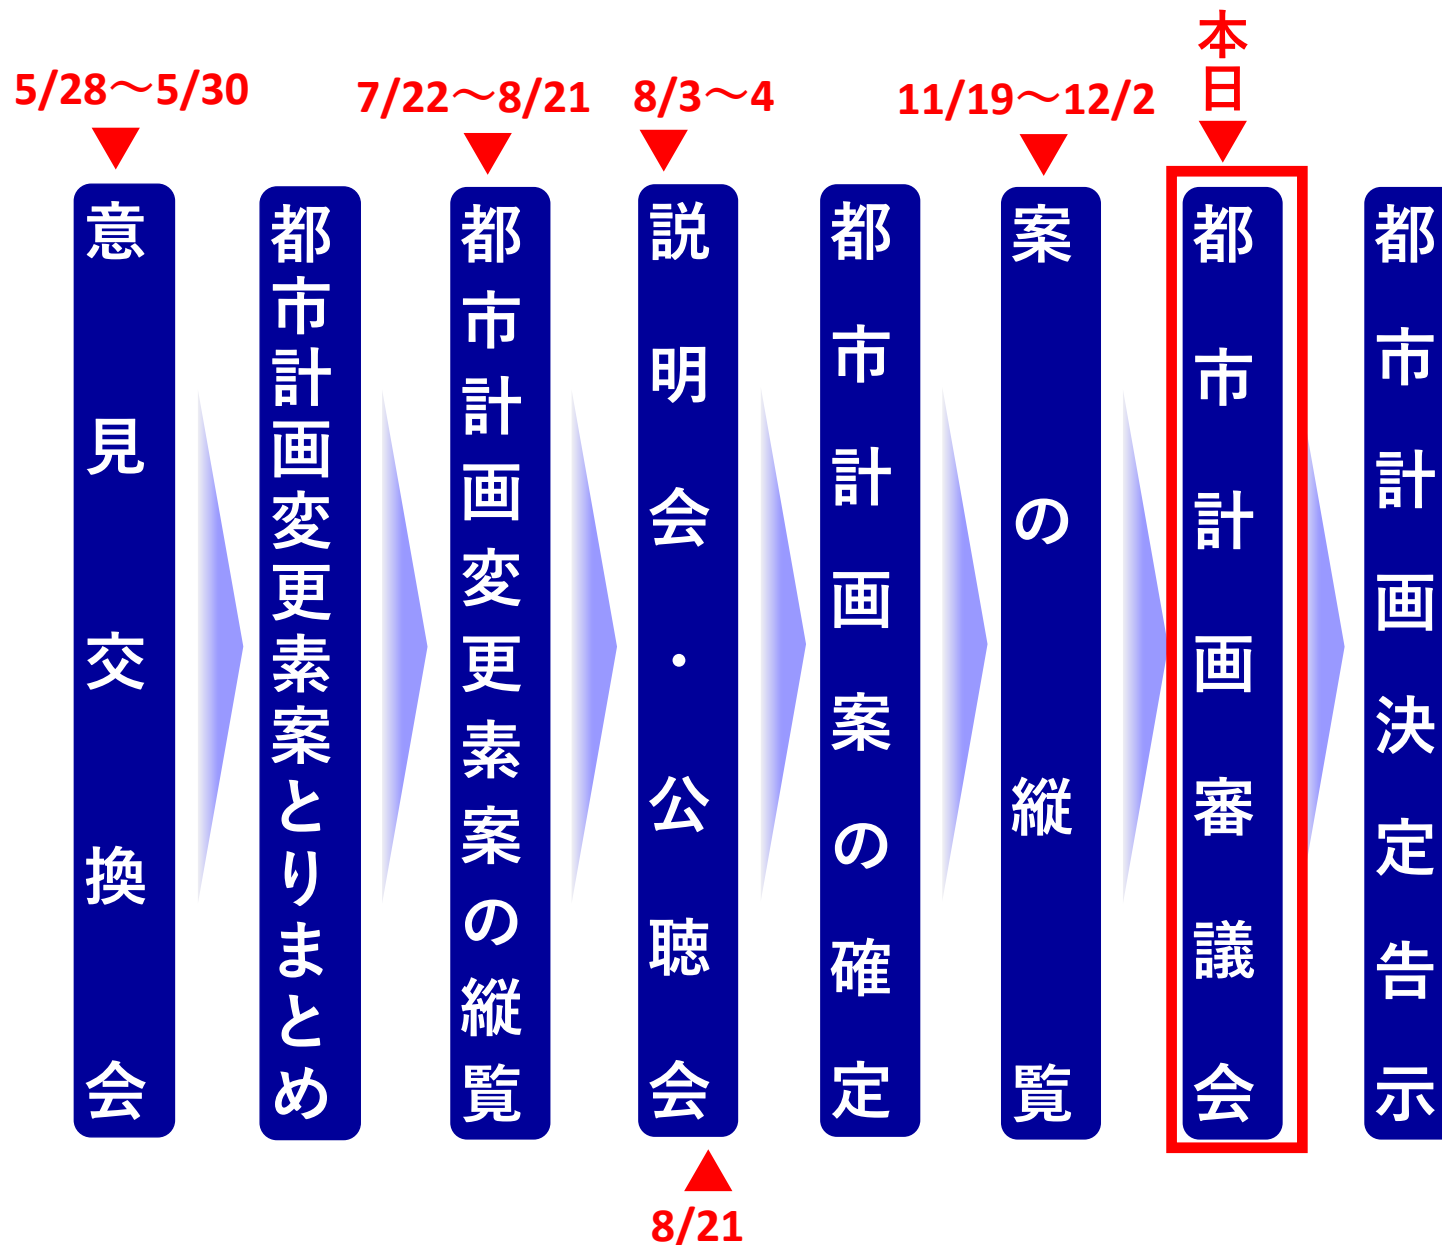 5/28～5/30
意見交換会
都市計画変更素案とりまとめ
7/22～8/21
都市計画変更素案の縦覧
8/3～4
説明会・公聴会
8/21
都市計画案の確定
11/19～12/2
案の縦覧
本日
都市計画審議会
都市計画決定告示